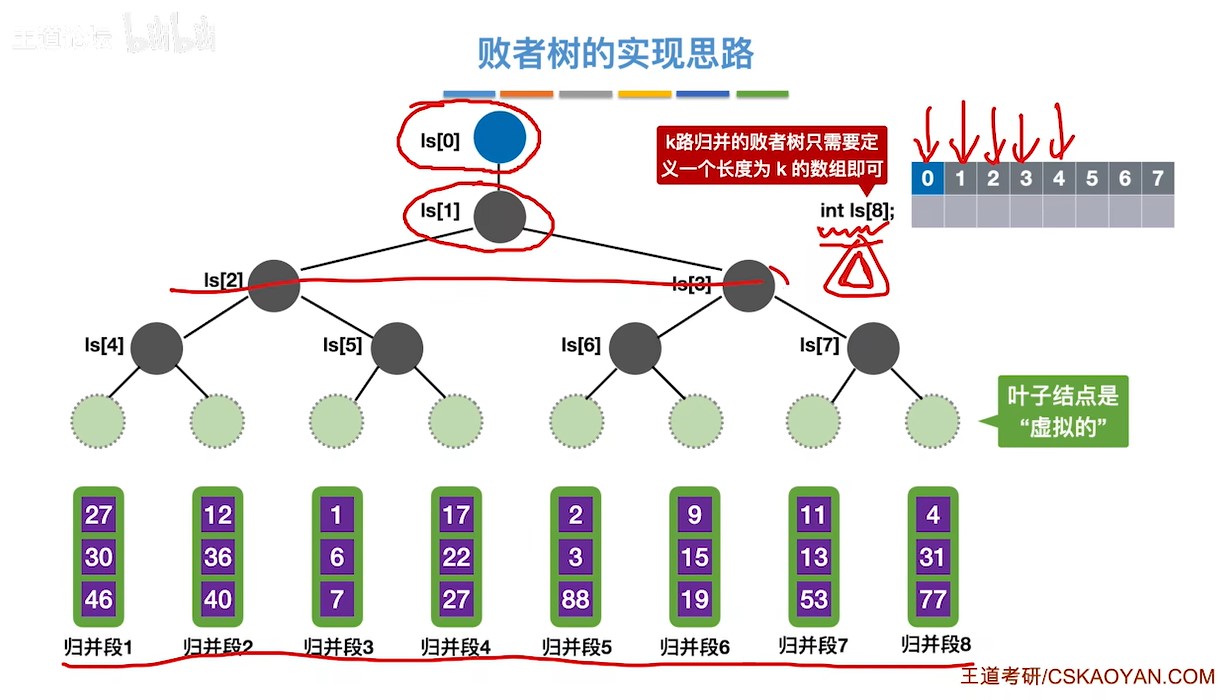 王道论坛 bilibili
败者树的实现思路
ls[0]
k路归并的败者树只需要定
义一个长度为 k 的数组即可
0 1 2 3 4 5 6 7
ls[1]
int ls[8];
ls[2]
ls[3]
ls[4]
ls[5]
ls[6]
ls[7]
叶子结点是
“虚拟的”
27 12 1 17 2 9 11 4
30 36 6 22 3 15 13 31
46 40 7 27 88 19 53 77
归并段1 归并段2 归并段3 归并段4 归并段5 归并段6 归并段7 归并段8
王道考研/CSKAOYAN.COM